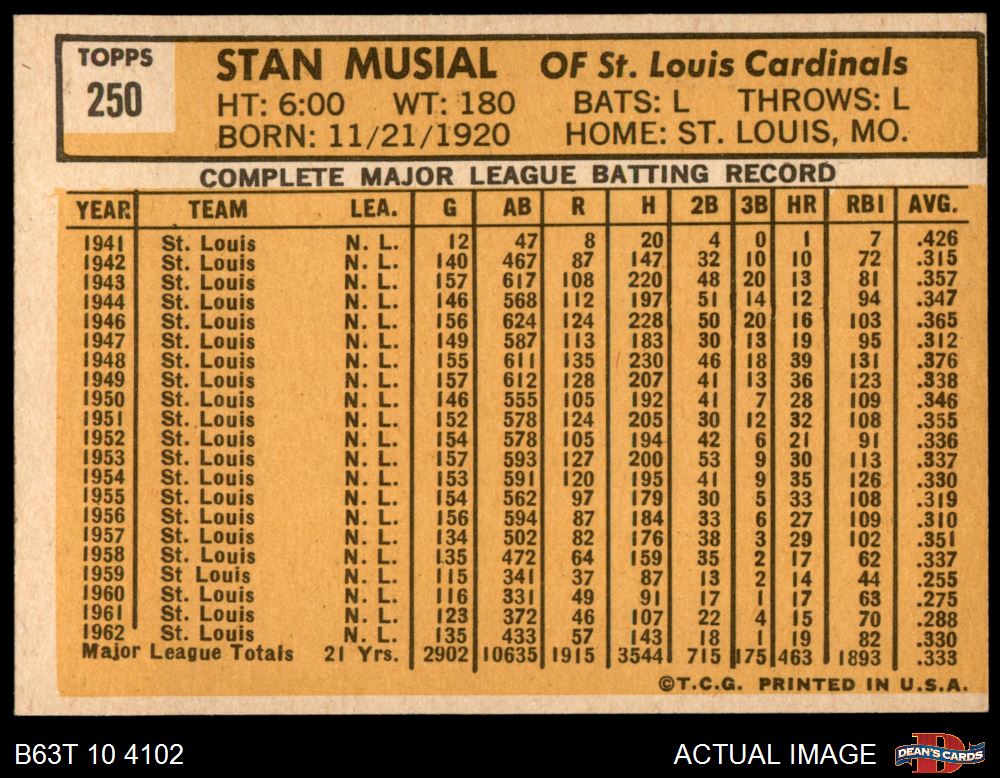 TOPPS
250
STAN MUSIAL OF St. Louis Cardinals
HT: 6:00 WT: 180 BATS: L THROWS: L
BORN: 11/21/1920 HOME: ST. LOUIS, MO.
COMPLETE MAJOR LEAGUE BATTING RECORD
YEAR TEAM LEA. G AB R H 2B 3B HR RBI AVG.
1941 St. Louis N. L. 12 47 8 20 4 0 1 7 .426
1942 St. Louis N. L. 140 467 87 147 32 10 10 72 .315
1943 St. Louis N. L. 157 617 108 220 48 20 13 81 .357
1944 St. Louis N. L. 146 568 112 197 51 14 12 94 .347
1946 St. Louis N. L. 156 624 124 228 50 20 16 103 .365
1947 St. Louis N. L. 149 587 113 183 30 13 19 95 .312
1948 St. Louis N. L. 155 611 135 230 46 18 39 131 .376
1949 St. Louis N. L. 157 612 128 207 41 13 36 123 .338
1950 St. Louis N. L. 146 555 105 192 41 7 28 109 .346
1951 St. Louis N. L. 152 578 124 205 30 12 32 108 .355
1952 St. Louis N. L. 154 578 105 194 42 6 21 91 .336
1953 St. Louis N. L. 157 593 127 200 53 9 30 113 .337
1954 St. Louis N. L. 153 591 120 195 41 9 35 126 .330
1955 St. Louis N. L. 154 562 97 179 30 5 33 108 .319
1956 St. Louis N. L. 156 594 87 184 33 6 27 109 .310
1957 St. Louis N. L. 134 502 82 176 38 3 29 102 .351
1958 St. Louis N. L. 135 472 64 159 35 2 17 62 .337
1959 St Louis N. L. 115 341 37 87 13 2 14 44 .255
1960 St. Louis N. L. 116 331 49 91 17 1 17 63 .275
1961 St. Louis N. L. 123 372 46 107 22 4 15 70 .288
1962 St. Louis N. L. 135 433 57 143 18 1 19 82 .330
Major League Totals 21 Yrs. 2902 10635 1915 3544 715 175 463 1893 .333
©T.C.G. PRINTED IN U.S.A.
B63T 10 4102 ACTUAL IMAGE DEAN'S CARDS